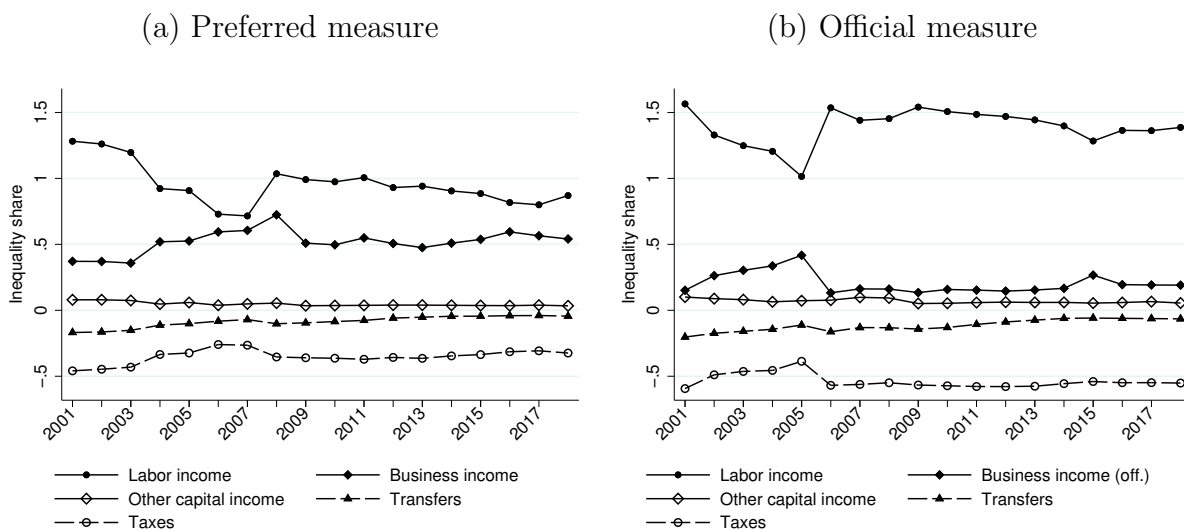 (a) Preferred measure
Inequality share
1.5
1
.5
0
-.5
2001
2003
2005
2007
2009
2011
2013
2015
2017
Labor income
Business income
Other capital income
Transfers
Taxes
(b) Official measure
Inequality share
1.5
1
.5
0
-.5
2001
2003
2005
2007
2009
2011
2013
2015
2017
Labor income
Business income (off.)
Other capital income
Transfers
Taxes